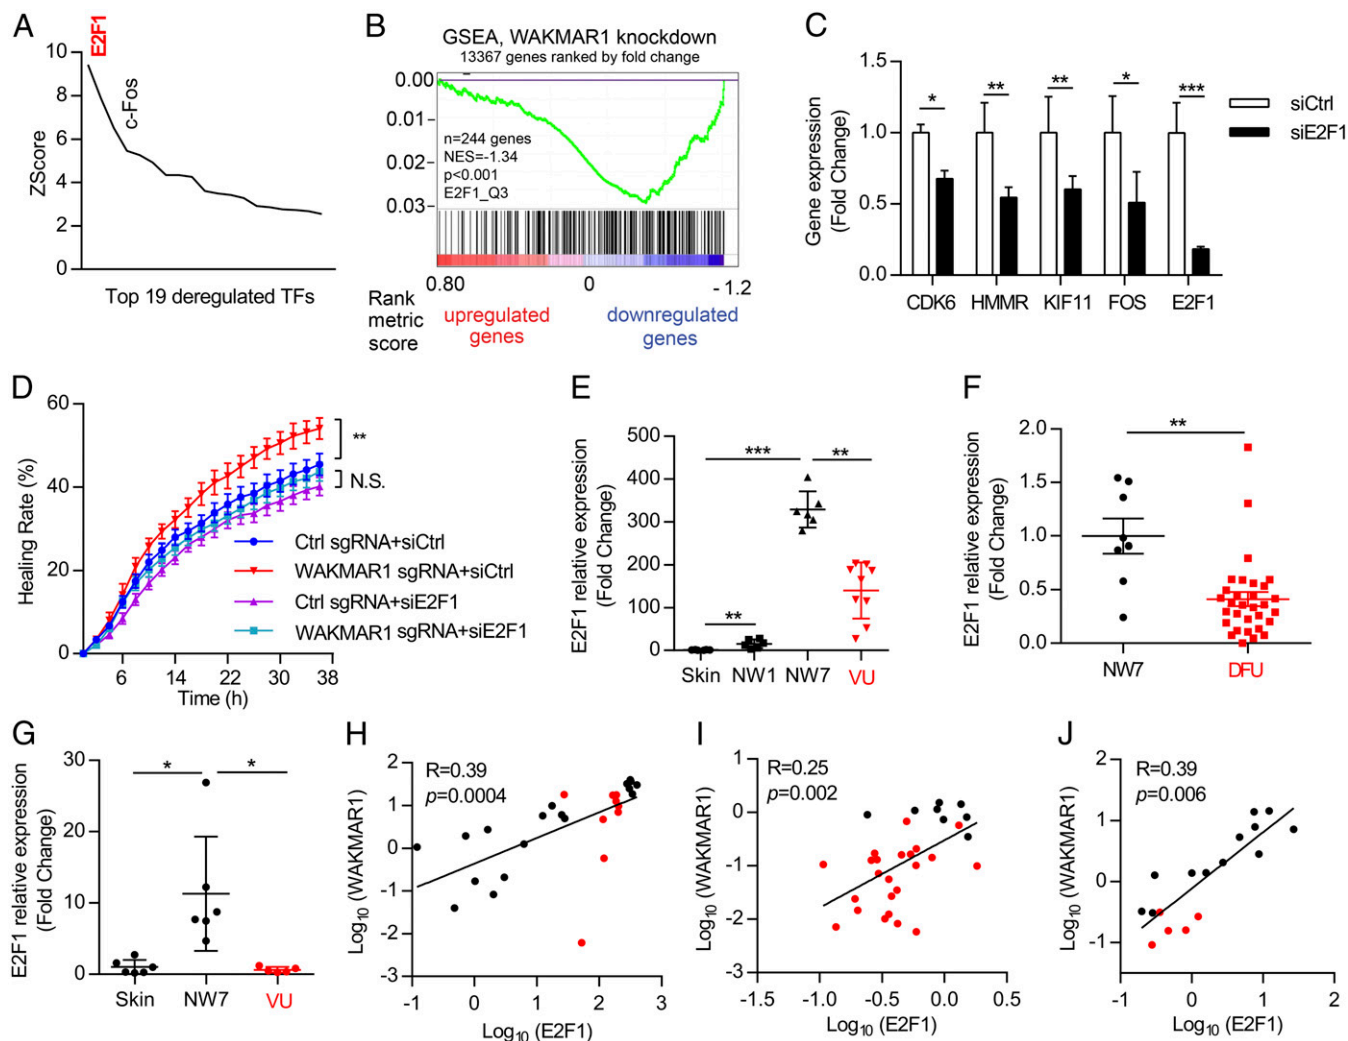 A
E2F1
c-Fos
ZScore
10
8
6
4
2
0
Top 19 deregulated TFs
B
GSEA, WAKMAR1 knockdown
13367 genes ranked by fold change
0.00
0.01
0.02
0.03
n=244 genes
NES=-1.34
p<0.001
E2F1_Q3
0.80 0 -1.2
Rank metric score
upregulated genes
downregulated genes
C
Gene expression
(Fold Change)
1.5
1.0
0.5
0.0
* ** ** * ***
CDK6 HMMR KIF11 FOS E2F1
siCtrl
siE2F1
D
Healing Rate (%)
60
40
20
0
6 14 22 30 38
Time (h)
**
N.S.
Ctrl sgRNA+siCtrl
WAKMAR1 sgRNA+siCtrl
Ctrl sgRNA+siE2F1
WAKMAR1 sgRNA+siE2F1
E
E2F1 relative expression
(Fold Change)
500
400
300
200
100
0
*** **
**
Skin NW1 NW7 VU
F
E2F1 relative expression
(Fold Change)
2.0
1.5
1.0
0.5
0.0
**
NW7 DFU
G
E2F1 relative expression
(Fold Change)
30
20
10
0
* *
Skin NW7 VU
H
Log10 (WAKMAR1)
2
1
0
-1
-2
-3
R=0.39
p=0.0004
-1 0 1 2 3
Log10 (E2F1)
I
Log10 (WAKMAR1)
1
0
-1
-2
-3
R=0.25
p=0.002
-1.5 -1.0 -0.5 0.0 0.5
Log10 (E2F1)
J
Log10 (WAKMAR1)
2
1
0
-1
R=0.39
p=0.006
-1 0 1 2
Log10 (E2F1)